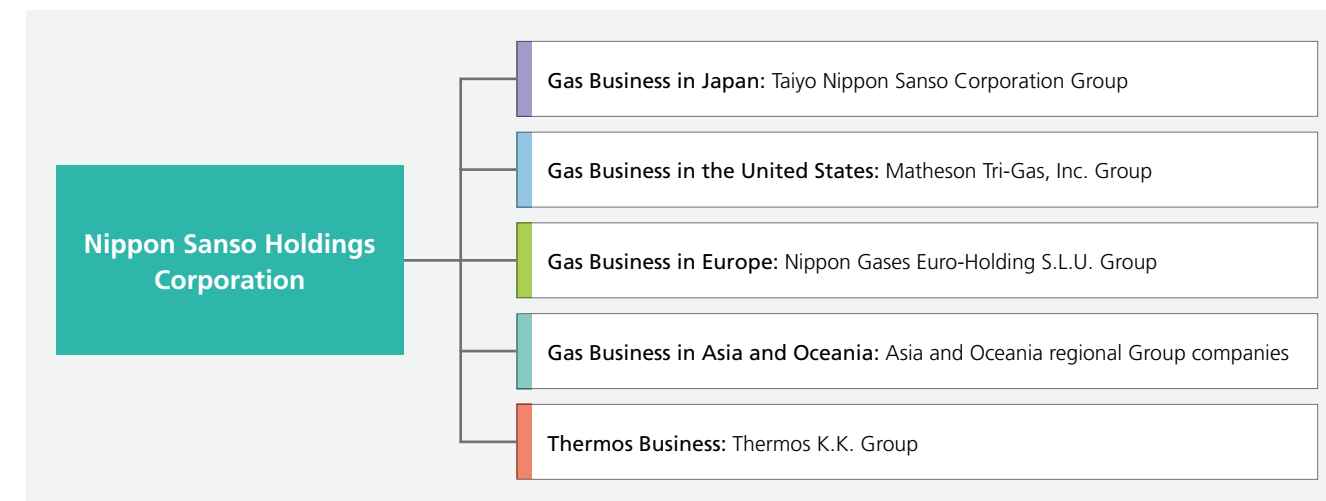 Nippon Sanso Holdings
Corporation
Gas Business in Japan: Taiyo Nippon Sanso Corporation Group
Gas Business in the United States: Matheson Tri-Gas, Inc. Group
Gas Business in Europe: Nippon Gases Euro-Holding S.L.U. Group
Gas Business in Asia and Oceania: Asia and Oceania regional Group companies
Thermos Business: Thermos K.K. Group